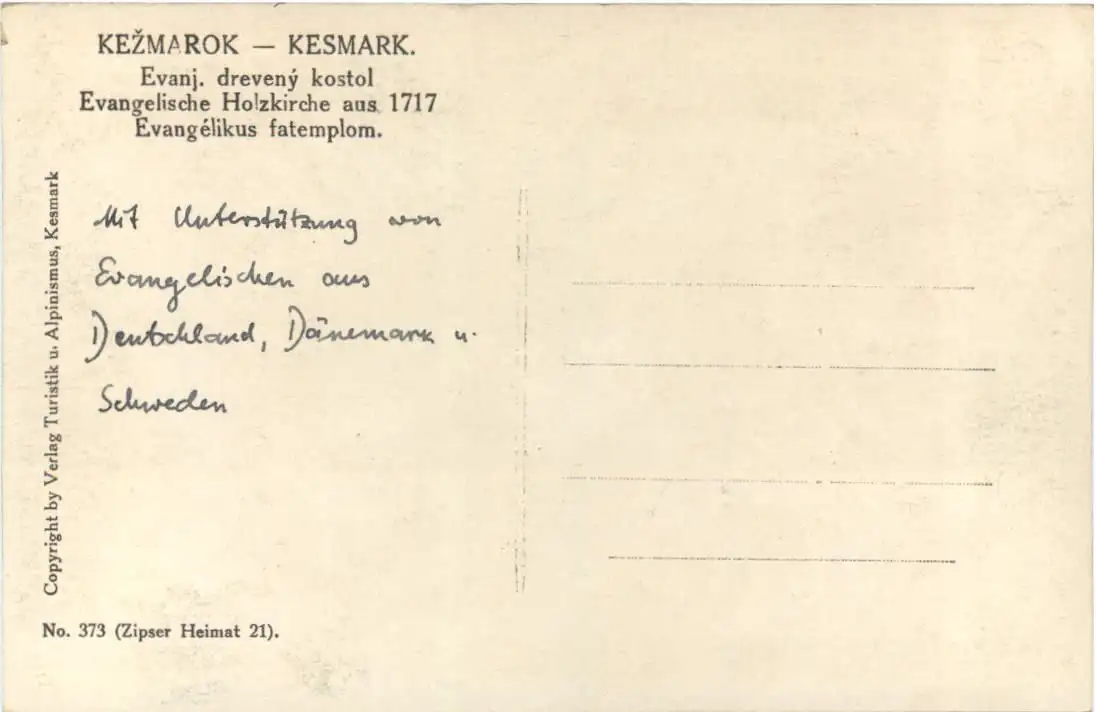 KEŽMAROK — KESMARK.
Evanj. drevený kostol
Evangelische Holzkirche aus 1717
Evangélikus fatemplom.
Mit Unterstützung von
Evangelischen aus
Deutschland, Dänemark u.
Schweden
Copyright by Verlag Turistik u. Alpinismus, Kesmark
No. 373 (Zipser Heimat 21).